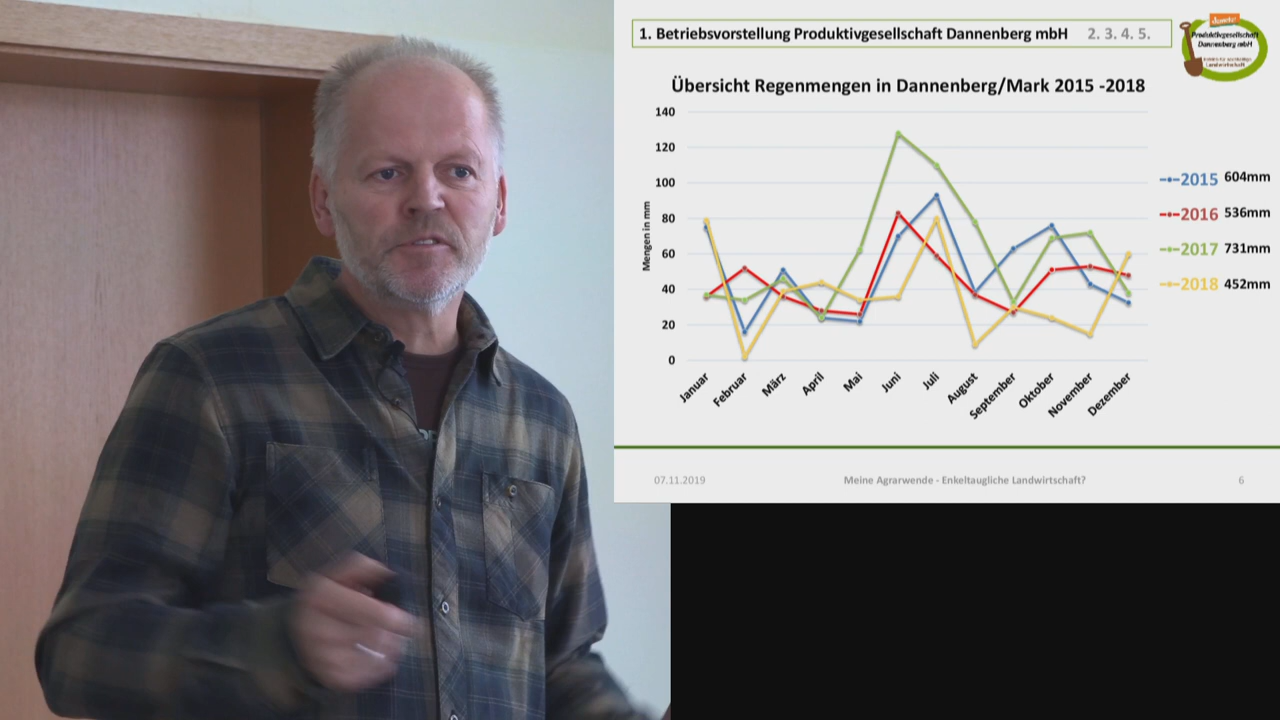 1. Betriebsvorstellung Produktivgesellschaft Dannenberg mbH 2. 3. 4. 5.
demeter
Produktivgesellschaft
Dannenberg mbH
Landwirtschaft
Übersicht Regenmengen in Dannenberg/Mark 2015 -2018
Mengen in mm
140
120
100
80
60
40
20
0
Januar
Februar
März
April
Mai
Juni
Juli
August
September
Oktober
November
Dezember
2015 604mm
2016 536mm
2017 731mm
2018 452mm
07.11.2019
Meine Agrarwende - Enkeltaugliche Landwirtschaft?
6